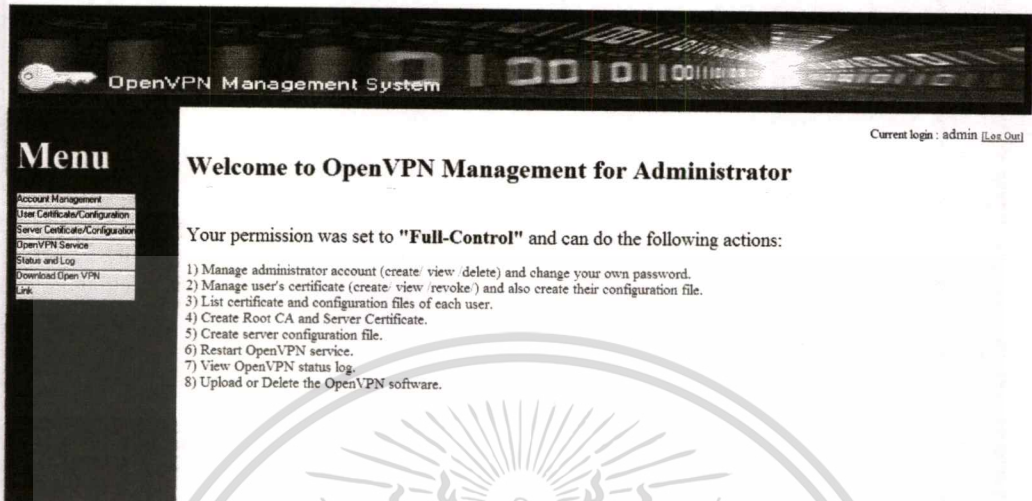 OpenVPN Management System
Current login : admin [Log Out]
Menu
Welcome to OpenVPN Management for Administrator
Account Management
User Certificate/Configuration
Server Certificate/Configuration
OpenVPN Service
Status and Log
Download Open VPN
Link
Your permission was set to "Full-Control" and can do the following actions:
1) Manage administrator account (create/ view /delete) and change your own password.
2) Manage user's certificate (create/ view /revoke/) and also create their configuration file.
3) List certificate and configuration files of each user.
4) Create Root CA and Server Certificate.
5) Create server configuration file.
6) Restart OpenVPN service.
7) View OpenVPN status log.
8) Upload or Delete the OpenVPN software.